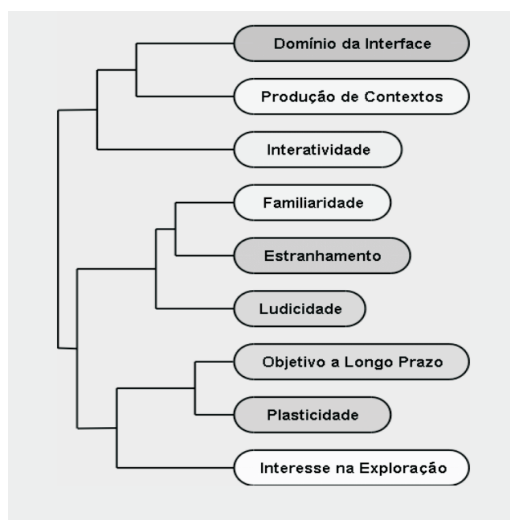 Domínio da Interface
Produção de Contextos
Interatividade
Familiaridade
Estranhamento
Ludicidade
Objetivo a Longo Prazo
Plasticidade
Interesse na Exploração